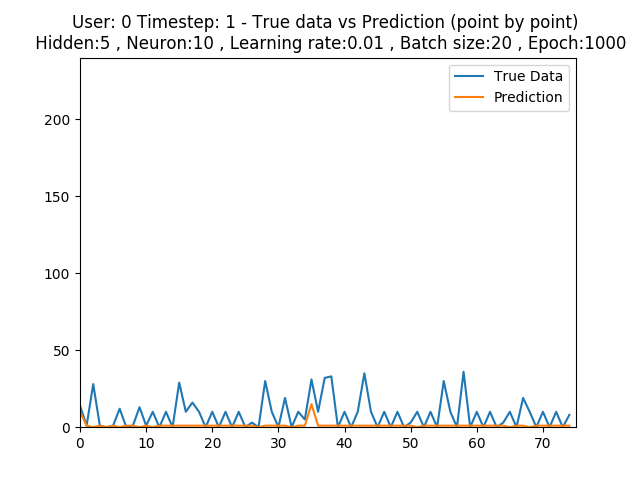 User: 0 Timestep: 1 - True data vs Prediction (point by point)
Hidden:5 , Neuron:10 , Learning rate:0.01 , Batch size:20 , Epoch:1000
True Data
Prediction
200
150
100
50
0
0 10 20 30 40 50 60 70